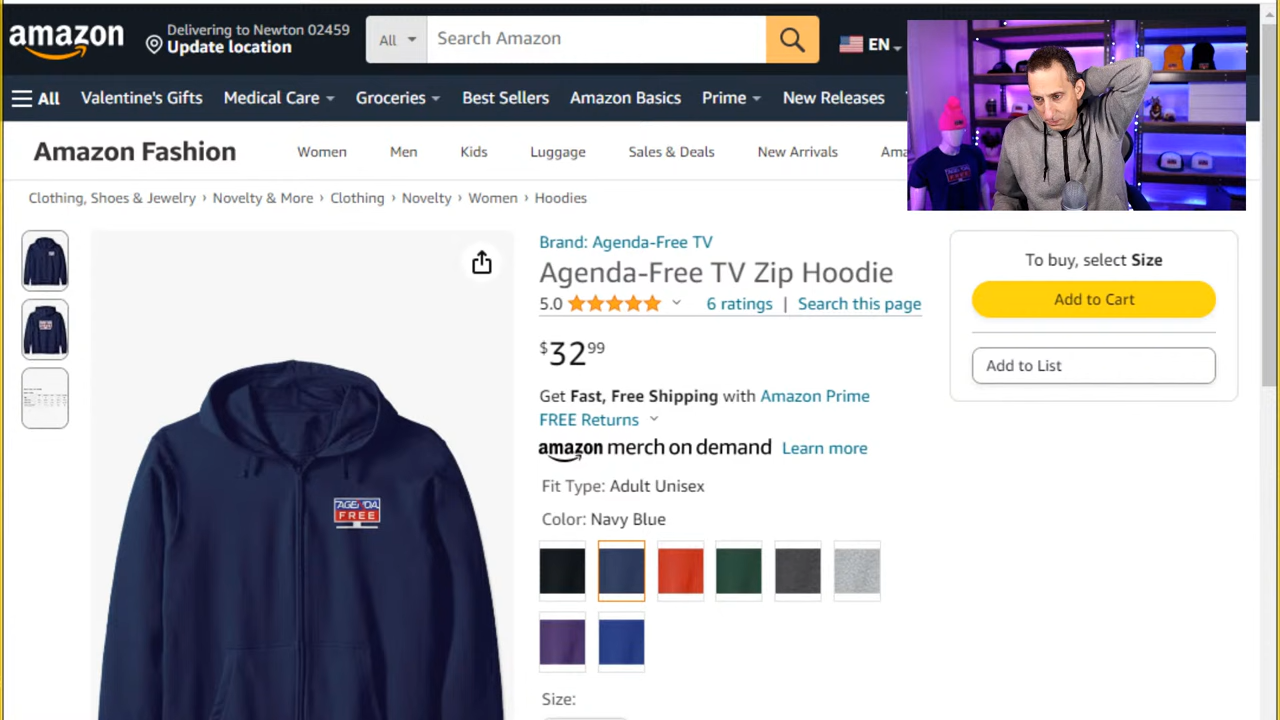 amazon
Delivering to Newton 02459
Update location
All
Search Amazon
EN
All
Valentine's Gifts
Medical Care
Groceries
Best Sellers
Amazon Basics
Prime
New Releases
Amazon Fashion
Women
Men
Kids
Luggage
Sales & Deals
New Arrivals
Ama
Clothing, Shoes & Jewelry › Novelty & More › Clothing › Novelty › Women › Hoodies
Brand: Agenda-Free TV
Agenda-Free TV Zip Hoodie
5.0
6 ratings | Search this page
$32 99
Get Fast, Free Shipping with Amazon Prime
FREE Returns
amazon merch on demand Learn more
Fit Type: Adult Unisex
Color: Navy Blue
Size:
To buy, select Size
Add to Cart
Add to List
AGENDA
FREE
AGENDA
FREE